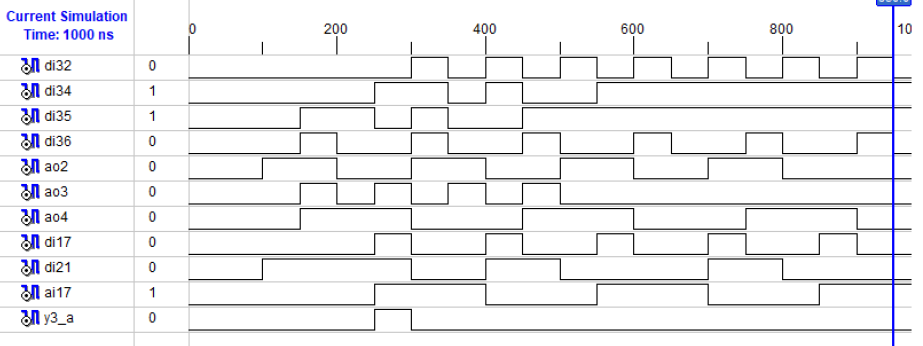 Current Simulation
Time: 1000 ns
0 200 400 600 800 10
di32 0
di34 1
di35 1
di36 0
ao2 0
ao3 0
ao4 0
di17 0
di21 0
ai17 1
y3_a 0